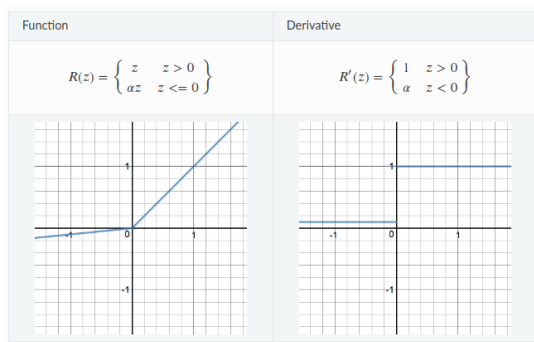 Function Derivative
R(z) = { z z > 0
αz z <= 0 }
R′(z) = { 1 z > 0
α z < 0 }
1 1
-1 0 1 -1 0 1
-1 -1